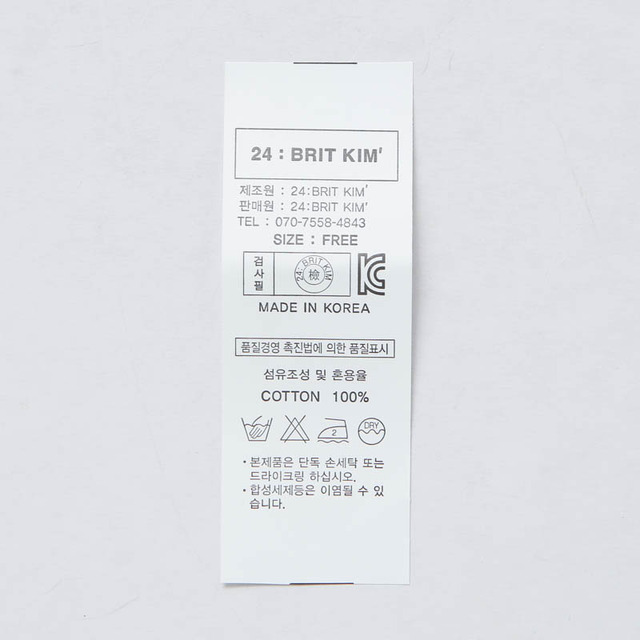 24 : BRIT KIM'
제조원 : 24:BRIT KIM'
판매원 : 24:BRIT KIM'
TEL : 070-7558-4843
SIZE : FREE
검사필
24: BRIT KIM
檢
MADE IN KOREA
품질경영 촉진법에 의한 품질표시
섬유조성 및 혼용율
COTTON 100%
2
DRY
· 본제품은 단독 손세탁 또는
드라이크링 하십시오.
· 합성세제등은 이염될 수 있
습니다.